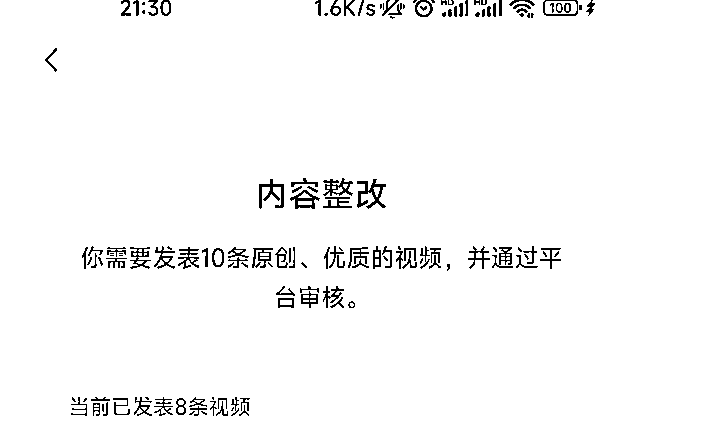 21:30 1.6K/s HD HD 100
内容整改
你需要发表10条原创、优质的视频，并通过平
台审核。
当前已发表8条视频